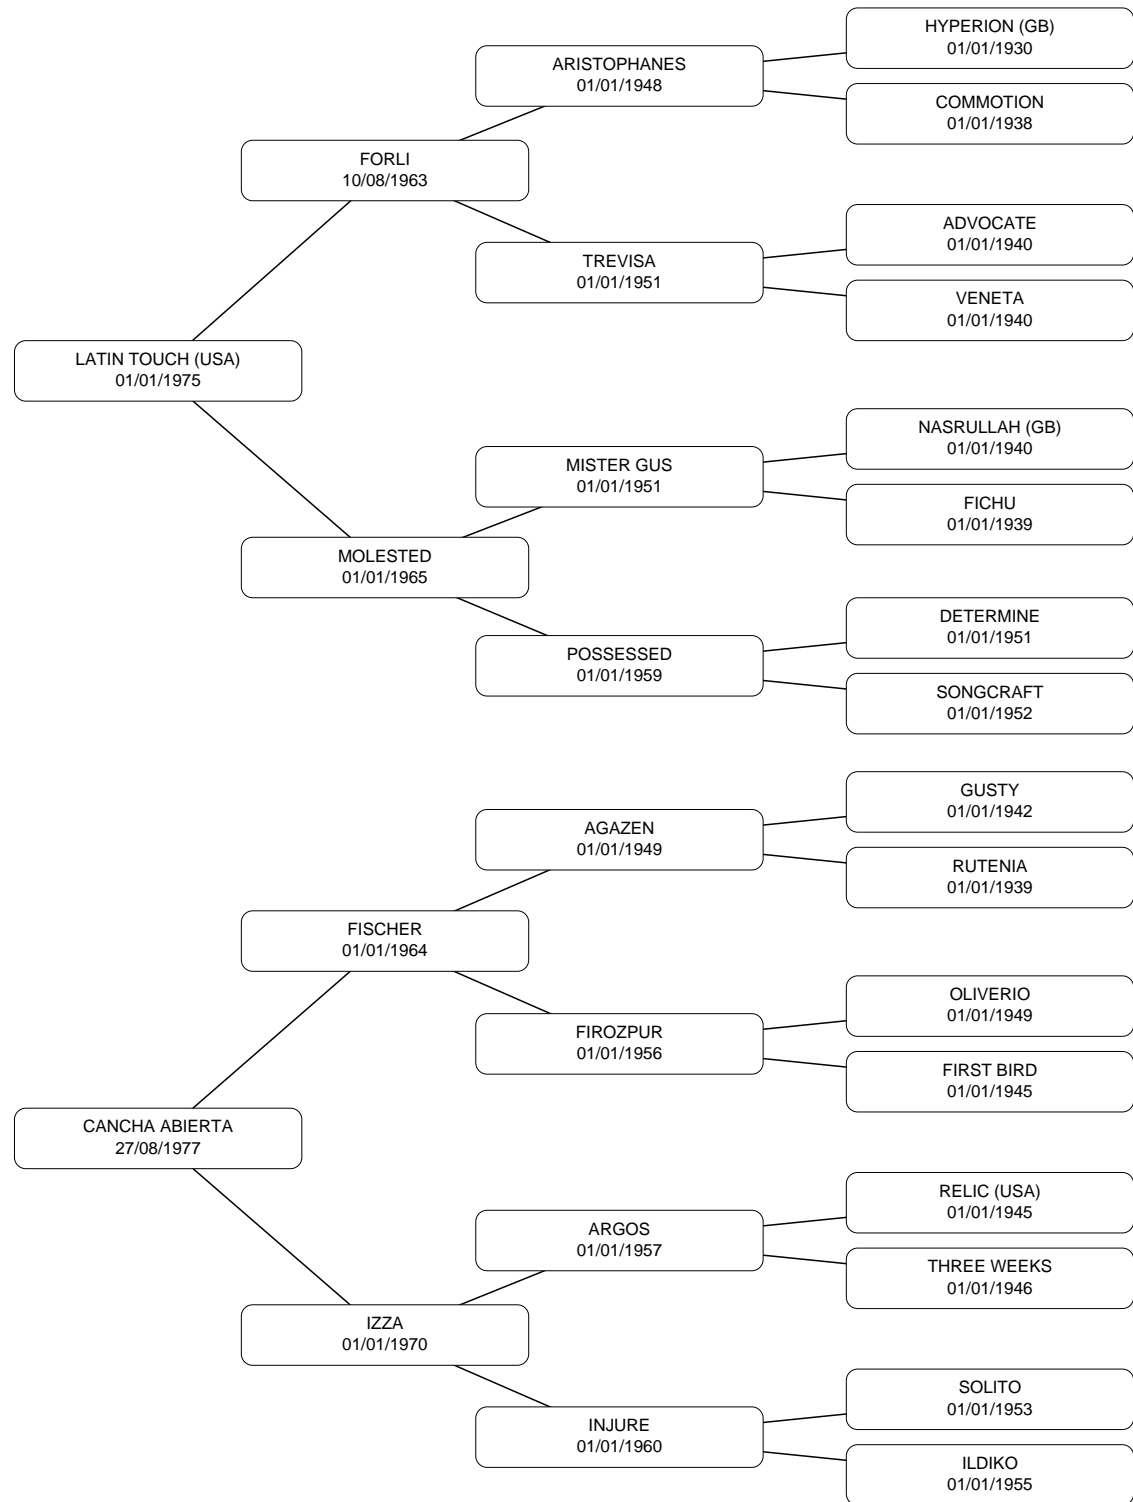 HYPERION (GB)
01/01/1930
ARISTOPHANES
01/01/1948
COMMOTION
01/01/1938
FORLI
10/08/1963
ADVOCATE
01/01/1940
TREVISA
01/01/1951
VENETA
01/01/1940
LATIN TOUCH (USA)
01/01/1975
NASRULLAH (GB)
01/01/1940
MISTER GUS
01/01/1951
FICHU
01/01/1939
MOLESTED
01/01/1965
DETERMINE
01/01/1951
POSSESSED
01/01/1959
SONGCRAFT
01/01/1952
GUSTY
01/01/1942
AGAZEN
01/01/1949
RUTENIA
01/01/1939
FISCHER
01/01/1964
OLIVERIO
01/01/1949
FIROZPUR
01/01/1956
FIRST BIRD
01/01/1945
CANCHA ABIERTA
27/08/1977
RELIC (USA)
01/01/1945
ARGOS
01/01/1957
THREE WEEKS
01/01/1946
IZZA
01/01/1970
SOLITO
01/01/1953
INJURE
01/01/1960
ILDIKO
01/01/1955